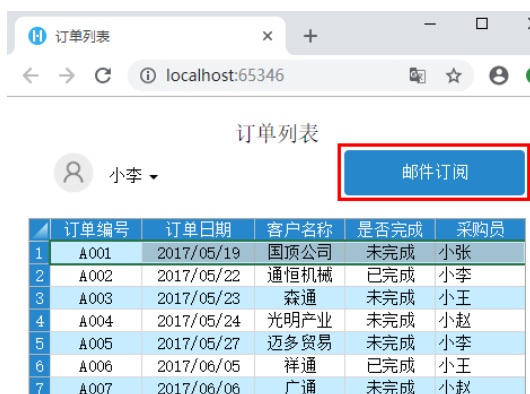 订单列表
localhost:65346
订单列表
小李
邮件订阅
订单编号 订单日期 客户名称 是否完成 采购员
1 A001 2017/05/19 国顶公司 未完成 小张
2 A002 2017/05/22 通恒机械 已完成 小李
3 A003 2017/05/23 森通 未完成 小王
4 A004 2017/05/24 光明产业 未完成 小赵
5 A005 2017/05/27 迈多贸易 未完成 小李
6 A006 2017/06/05 祥通 已完成 小王
7 A007 2017/06/06 广通 未完成 小赵